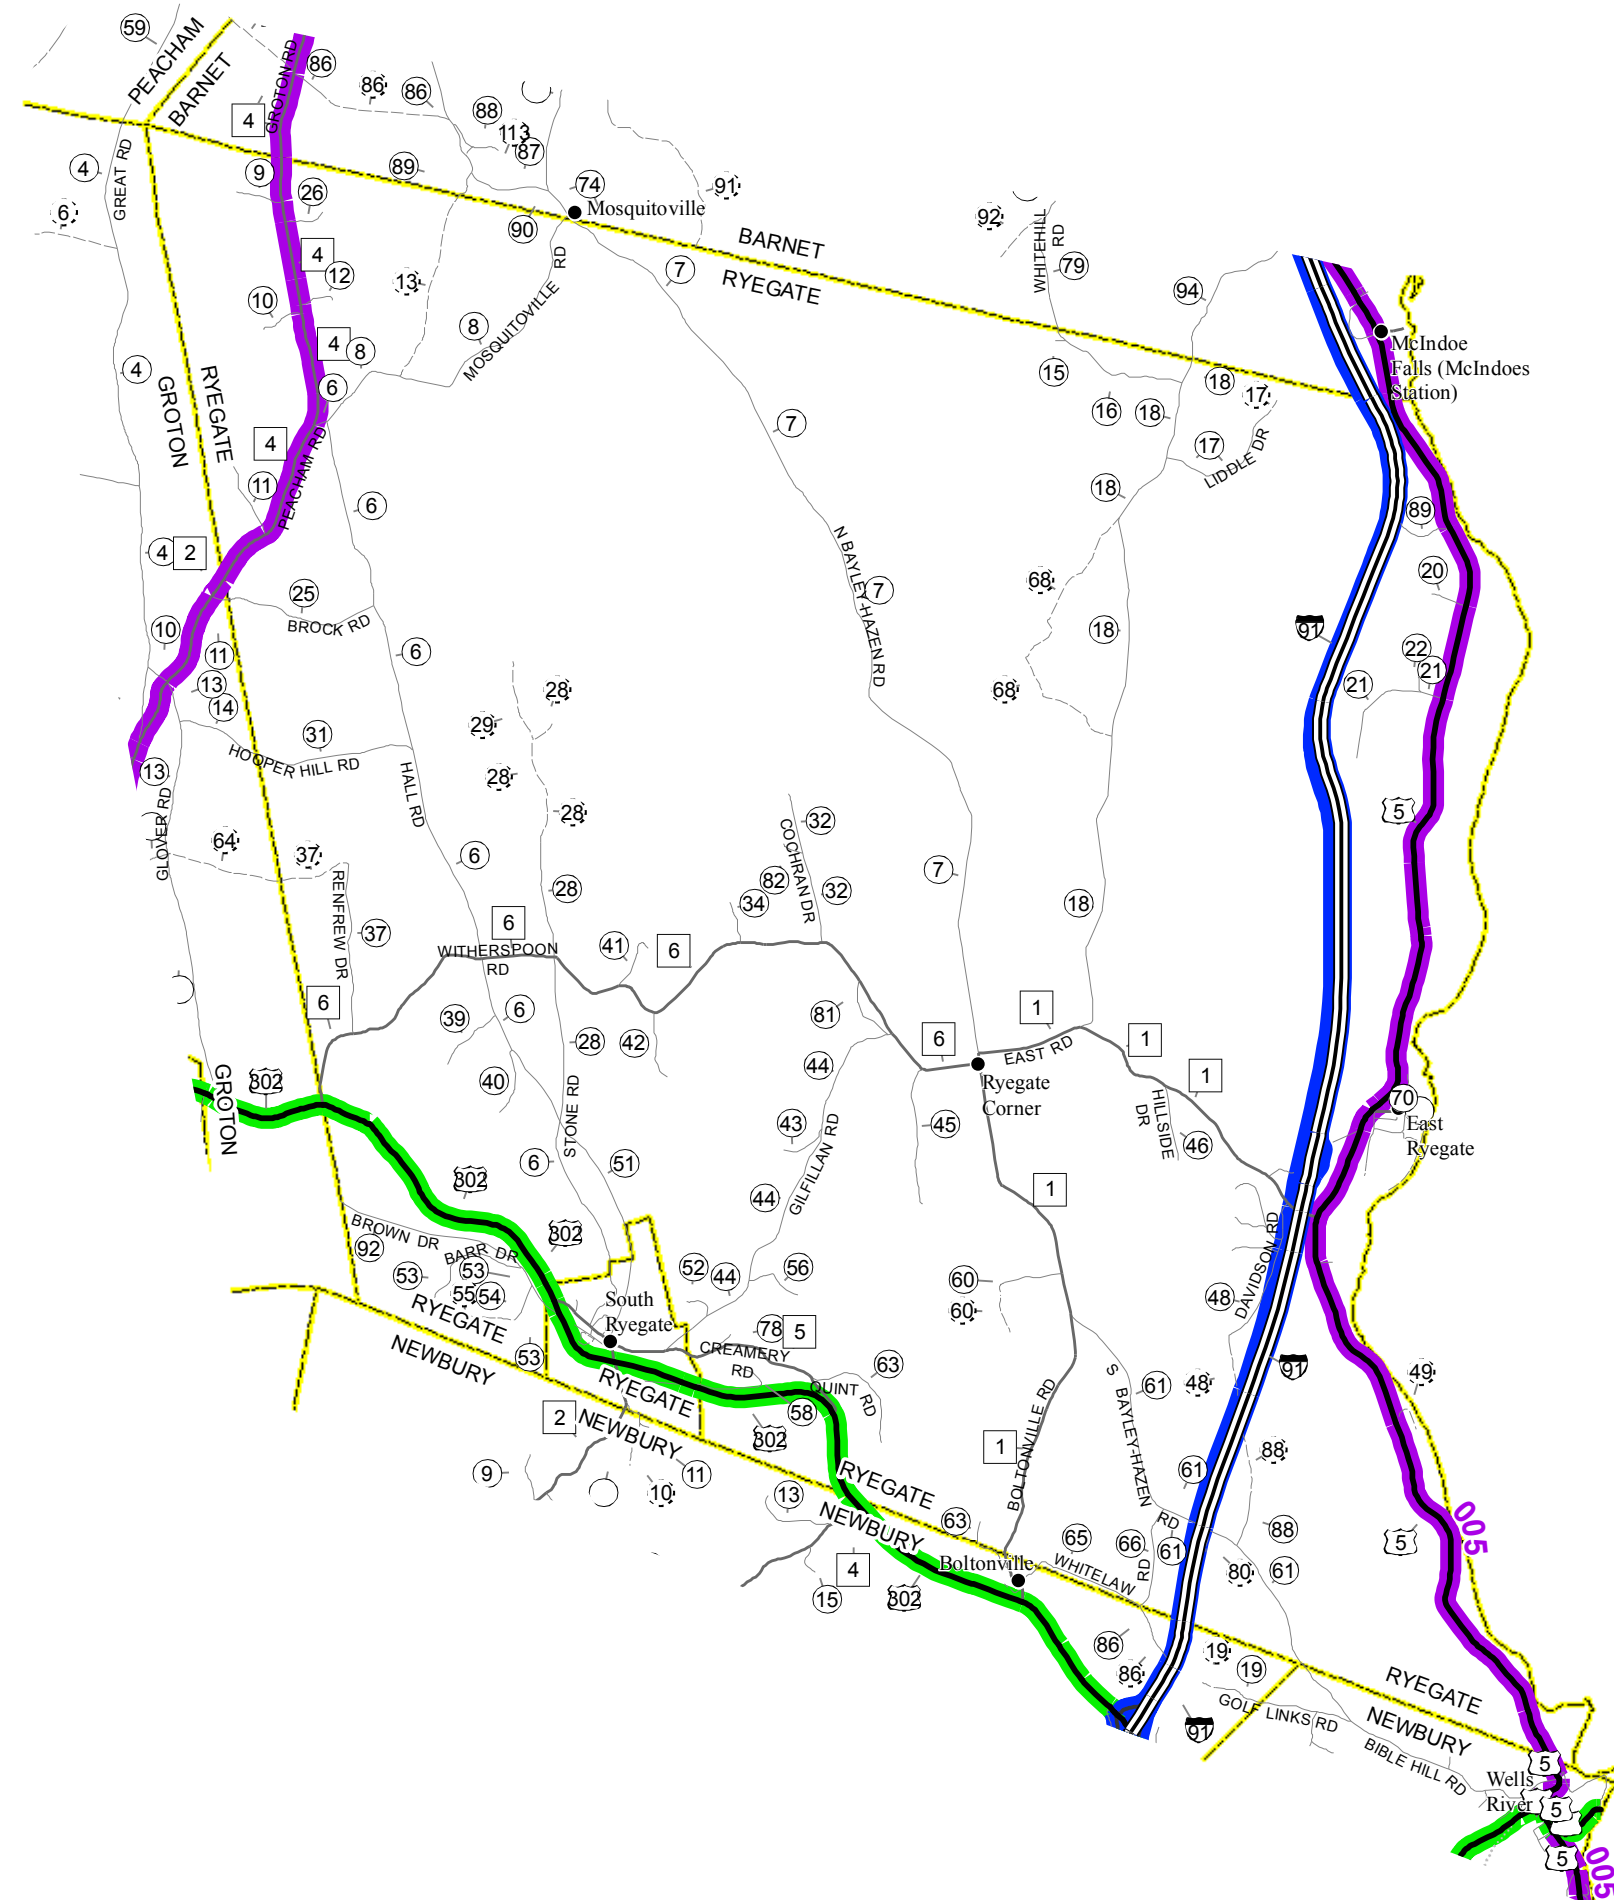 59
PEACHAM
BARNET
GROTON RD
86
86
86
88
113
87
4
4
GREAT RD
9
26
89
74
Mosquitoville
91
6
90
92
WHITEHILL
RD
79
BARNET
RYEGATE
4
12
10
13
7
94
MOSQUITOVILLE
RD
8
4
8
6
4
McIndoe
Falls (McIndoes
Station)
15
16
18
18
17
17
LIDDLE DR
RYEGATE
GROTON
4
PEACHAM RD
7
11
6
18
89
4
2
N BAYLEY-HAZEN RD
7
68
20
25
BROCK RD
10
11
6
18
91
22
21
21
13
14
28
68
31
29
HOOPER HILL RD
13
HALL RD
28
28
5
GLOVER RD
64
37
6
COCHRAN DR
32
82
32
7
RENFREW DR
28
34
18
37
6
WITHERSPOON
RD
41
6
6
39
6
81
1
28
42
6
EAST RD
1
Ryegate
Corner
1
44
40
302
GROTON
HILLSIDE
DR
70
East
Ryegate
STONE RD
43
GILFILLAN RD
45
46
6
51
302
44
1
302
BROWN DR
92
BARR DR
53
53
55
54
DAVIDSON RD
52
44
56
60
60
48
RYEGATE
NEWBURY
South
Ryegate
78
5
CREAMERY
RD
53
63
91
S BAYLEY-HAZEN
RD
61
48
49
RYEGATE
NEWBURY
QUINT RD
58
302
2
BOLTONVILLE RD
1
88
9
11
10
61
RYEGATE
NEWBURY
13
63
65
66
61
88
005
5
4
15
302
Boltonville
WHITELAW
RD
80
61
86
86
19
19
RYEGATE
NEWBURY
GOLF LINKS RD
91
BIBLE HILL RD
5
Wells
River
5
5
005